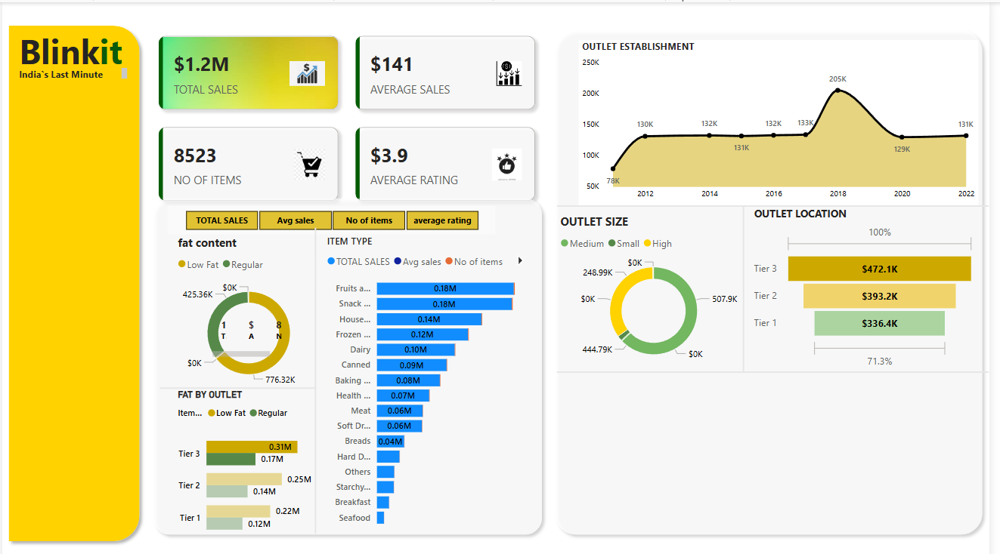 Blinkit
India`s Last Minute
$1.2M
TOTAL SALES
$141
AVERAGE SALES
8523
NO OF ITEMS
$3.9
AVERAGE RATING
TOTAL SALES
Avg sales
No of items
average rating
fat content
Low Fat Regular
$0K
425.36K
1 $ 8
T A N
$0K
776.32K
FAT BY OUTLET
Item... Low Fat Regular
Tier 3
0.31M
0.17M
Tier 2
0.25M
0.14M
Tier 1
0.22M
0.12M
ITEM TYPE
TOTAL SALES Avg sales No of items
Fruits a... 0.18M
Snack ... 0.18M
House... 0.14M
Frozen ... 0.12M
Dairy 0.10M
Canned 0.09M
Baking ... 0.08M
Health ... 0.07M
Meat 0.06M
Soft Dr... 0.06M
Breads 0.04M
Hard D...
Others
Starchy...
Breakfast
Seafood
OUTLET ESTABLISHMENT
250K
200K
150K
100K
50K
78K
130K
132K
131K
132K
133K
205K
129K
131K
2012 2014 2016 2018 2020 2022
OUTLET SIZE
Medium Small High
$0K
248.99K
$0K
507.9K
444.79K
$0K
OUTLET LOCATION
100%
Tier 3 $472.1K
Tier 2 $393.2K
Tier 1 $336.4K
71.3%